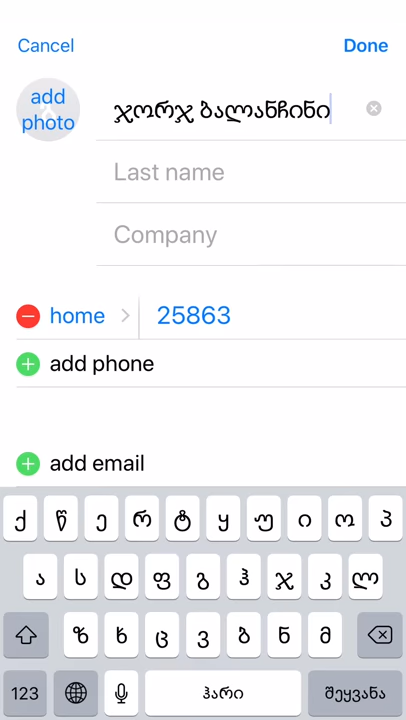 Cancel Done
add photo
ჯორჯ ბალანჩინი
Last name
Company
home 25863
add phone
add email
ქ წ ე რ ტ ყ უ ი ო პ
ა ს დ ფ გ ჰ ჯ კ ლ
ზ ხ ც ვ ბ ნ მ
123 ჰარი შეყვანა